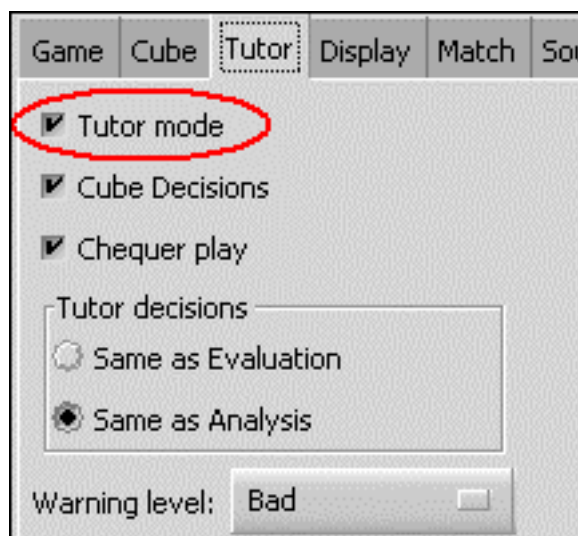 Game Cube Tutor Display Match Sou
Tutor mode
Cube Decisions
Chequer play
Tutor decisions
Same as Evaluation
Same as Analysis
Warning level: Bad